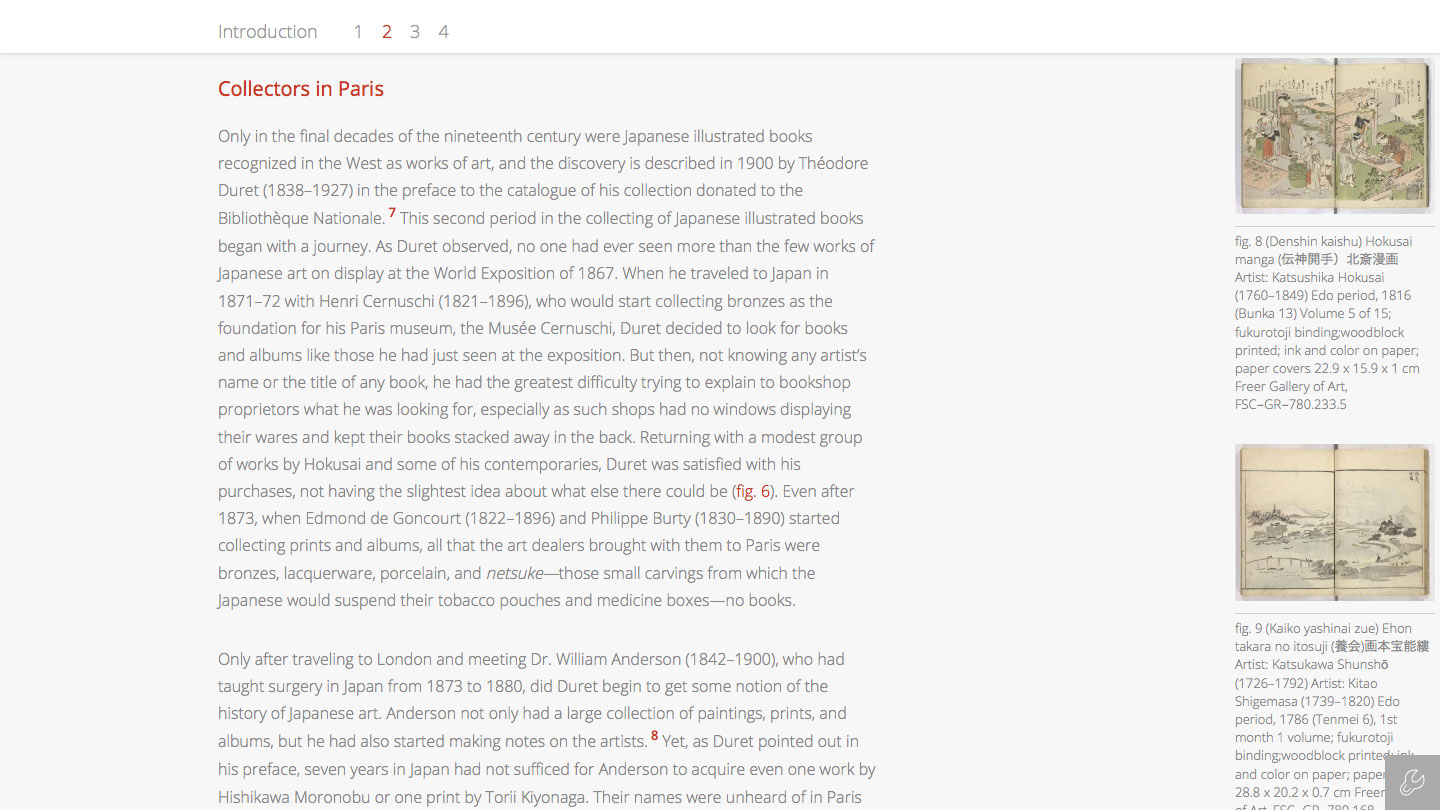 Introduction 1 2 3 4
Collectors in Paris
Only in the final decades of the nineteenth century were Japanese illustrated books
recognized in the West as works of art, and the discovery is described in 1900 by Théodore
Duret (1838–1927) in the preface to the catalogue of his collection donated to the
Bibliothèque Nationale. 7 This second period in the collecting of Japanese illustrated books
began with a journey. As Duret observed, no one had ever seen more than the few works of
Japanese art on display at the World Exposition of 1867. When he traveled to Japan in
1871–72 with Henri Cernuschi (1821–1896), who would start collecting bronzes as the
foundation for his Paris museum, the Musée Cernuschi, Duret decided to look for books
and albums like those he had just seen at the exposition. But then, not knowing any artist’s
name or the title of any book, he had the greatest difficulty trying to explain to bookshop
proprietors what he was looking for, especially as such shops had no windows displaying
their wares and kept their books stacked away in the back. Returning with a modest group
of works by Hokusai and some of his contemporaries, Duret was satisfied with his
purchases, not having the slightest idea about what else there could be (fig. 6). Even after
1873, when Edmond de Goncourt (1822–1896) and Philippe Burty (1830–1890) started
collecting prints and albums, all that the art dealers brought with them to Paris were
bronzes, lacquerware, porcelain, and netsuke—those small carvings from which the
Japanese would suspend their tobacco pouches and medicine boxes—no books.
Only after traveling to London and meeting Dr. William Anderson (1842–1900), who had
taught surgery in Japan from 1873 to 1880, did Duret begin to get some notion of the
history of Japanese art. Anderson not only had a large collection of paintings, prints, and
albums, but he had also started making notes on the artists. 8 Yet, as Duret pointed out in
his preface, seven years in Japan had not sufficed for Anderson to acquire even one work by
Hishikawa Moronobu or one print by Torii Kiyonaga. Their names were unheard of in Paris
fig. 8 (Denshin kaishu) Hokusai
manga (伝神開手）北斎漫画
Artist: Katsushika Hokusai
(1760–1849) Edo period, 1816
(Bunka 13) Volume 5 of 15;
fukurotoji binding;woodblock
printed; ink and color on paper;
paper covers 22.9 x 15.9 x 1 cm
Freer Gallery of Art,
FSC–GR–780.233.5
fig. 9 (Kaiko yashinai zue) Ehon
takara no itosuji (養会)画本宝能縷
Artist: Katsukawa Shunshō
(1726–1792) Artist: Kitao
Shigemasa (1739–1820) Edo
period, 1786 (Tenmei 6), 1st
month 1 volume; fukurotoji
binding;woodblock printed; ink
and color on paper; paper
28.8 x 20.2 x 0.7 cm Freer
of Art, FSC–GR–780.168